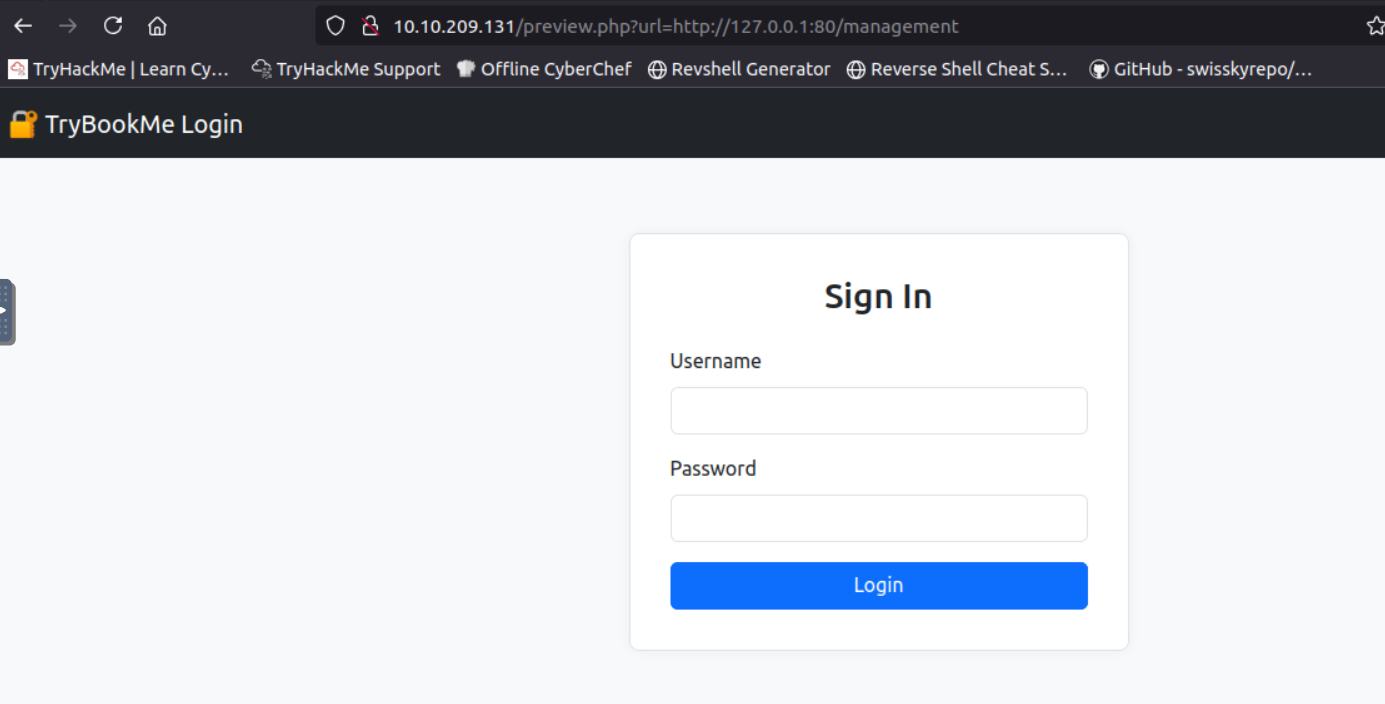 10.10.209.131/preview.php?url=http://127.0.0.1:80/management
TryHackMe | Learn Cy... TryHackMe Support Offline CyberChef Revshell Generator Reverse Shell Cheat S... GitHub - swisskyrepo/...
TryBookMe Login
Sign In
Username
Password
Login